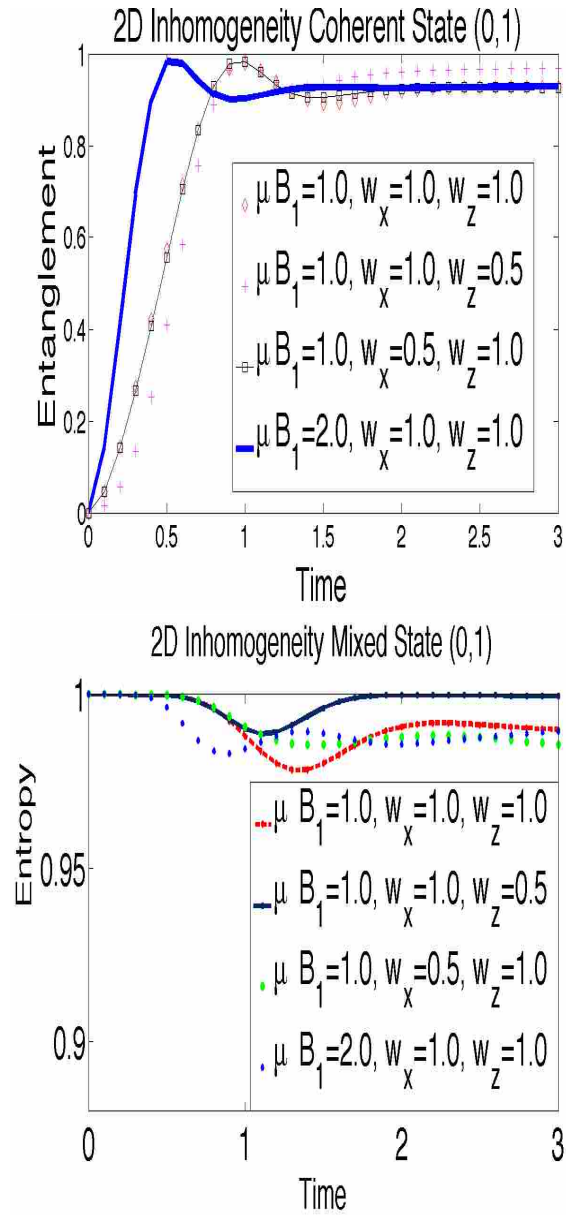 2D Inhomogeneity Coherent State (0,1)
Entanglement
1
0.8
0.6
0.4
0.2
0
μ B1=1.0, wx=1.0, wz=1.0
μ B1=1.0, wx=1.0, wz=0.5
μ B1=1.0, wx=0.5, wz=1.0
μ B1=2.0, wx=1.0, wz=1.0
0 0.5 1 1.5 2 2.5 3
Time
2D Inhomogeneity Mixed State (0,1)
Entropy
1
0.95
0.9
μ B1=1.0, wx=1.0, wz=1.0
μ B1=1.0, wx=1.0, wz=0.5
μ B1=1.0, wx=0.5, wz=1.0
μ B1=2.0, wx=1.0, wz=1.0
0 1 2 3
Time